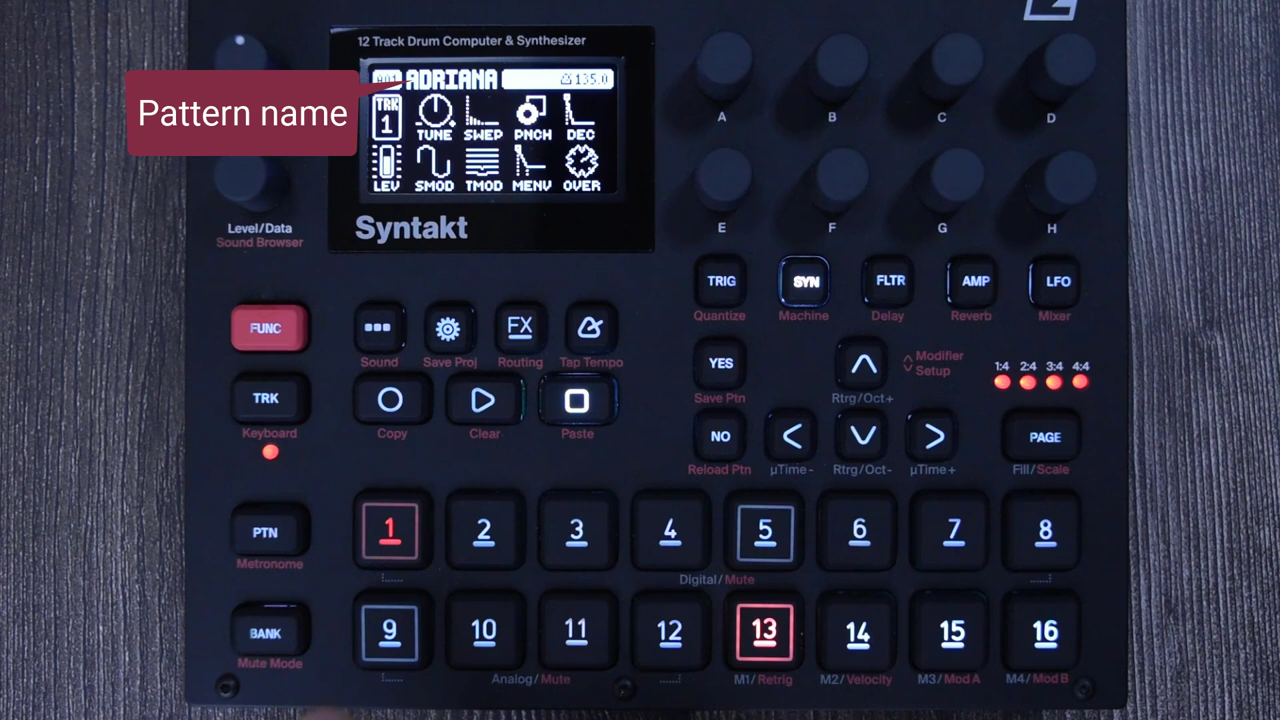 12 Track Drum Computer & Synthesizer
Pattern name
A01 ADRIANA 135.0
TRK 1 TUNE SWEP PNCH DEC
LEV SMOD TMOD MENV OVER
Syntakt
Level/Data
Sound Browser
A B C D
E F G H
TRIG SYN FLTR AMP LFO
Quantize Machine Delay Reverb Mixer
FUNC FX
Sound Save Proj Routing Tap Tempo
YES Modifier Setup 1:4 2:4 3:4 4:4
Save Ptn Rtrg/Oct+
TRK
Keyboard Copy Clear Paste
NO PAGE
Reload Ptn µTime- Rtrg/Oct- µTime+ Fill/Scale
PTN 1 2 3 4 5 6 7 8
Metronome
Digital/Mute
BANK 9 10 11 12 13 14 15 16
Mute Mode
Analog/Mute M1/Retrig M2/Velocity M3/Mod A M4/Mod B